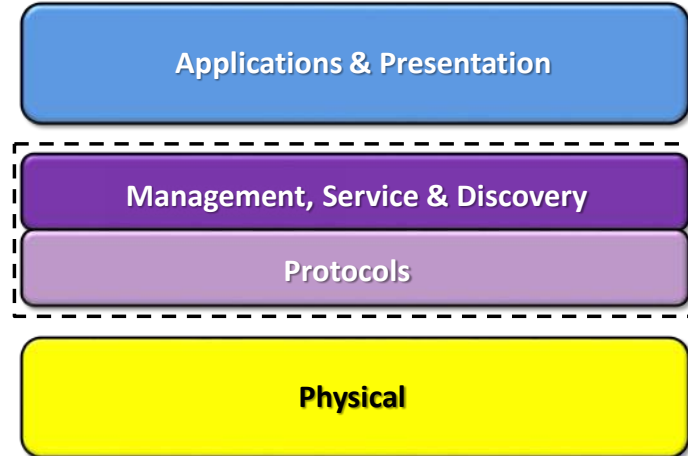 Applications & Presentation
Management, Service & Discovery
Protocols
Physical